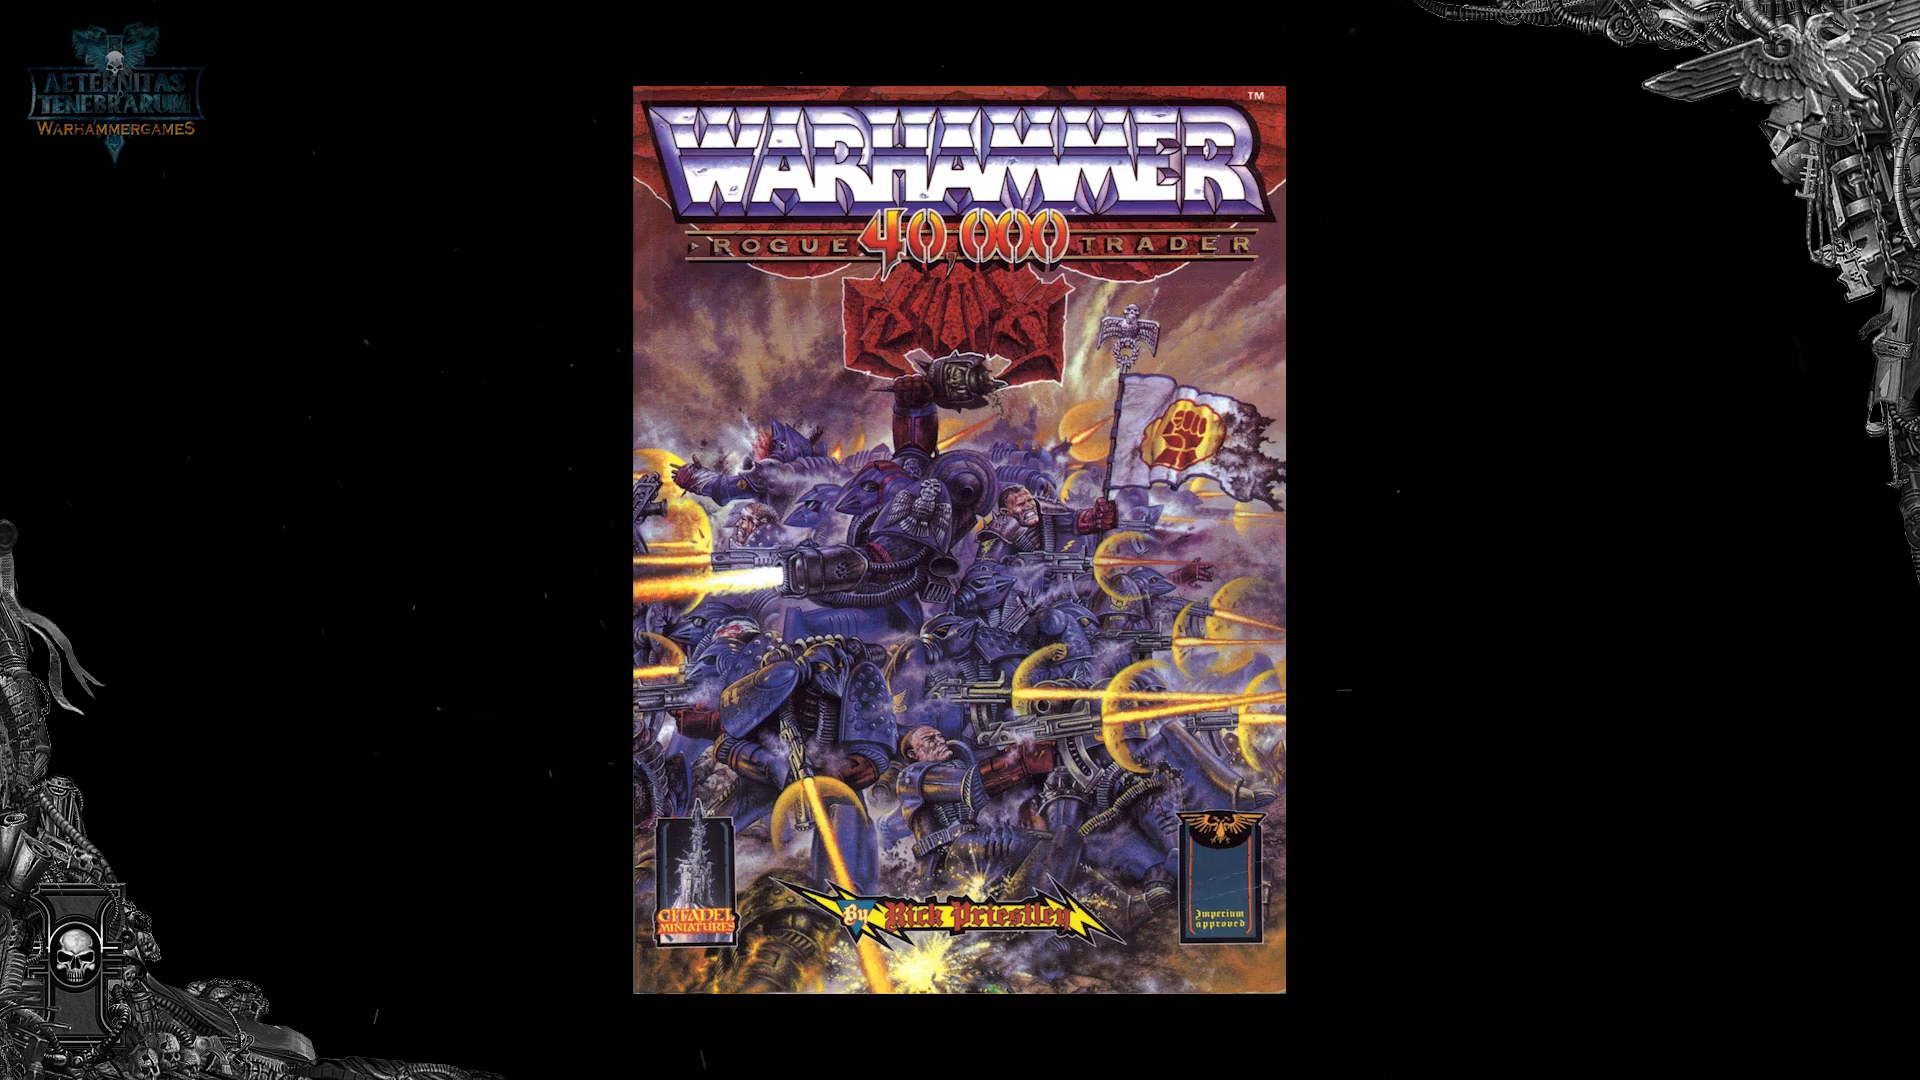 AETERNITAS
TENEBRARUM
WARHAMMERGAMES
TM
WARHAMMER
40,000
ROGUE TRADER
CITADEL
MINIATURES
By Rick Priestley
Imperium
approved